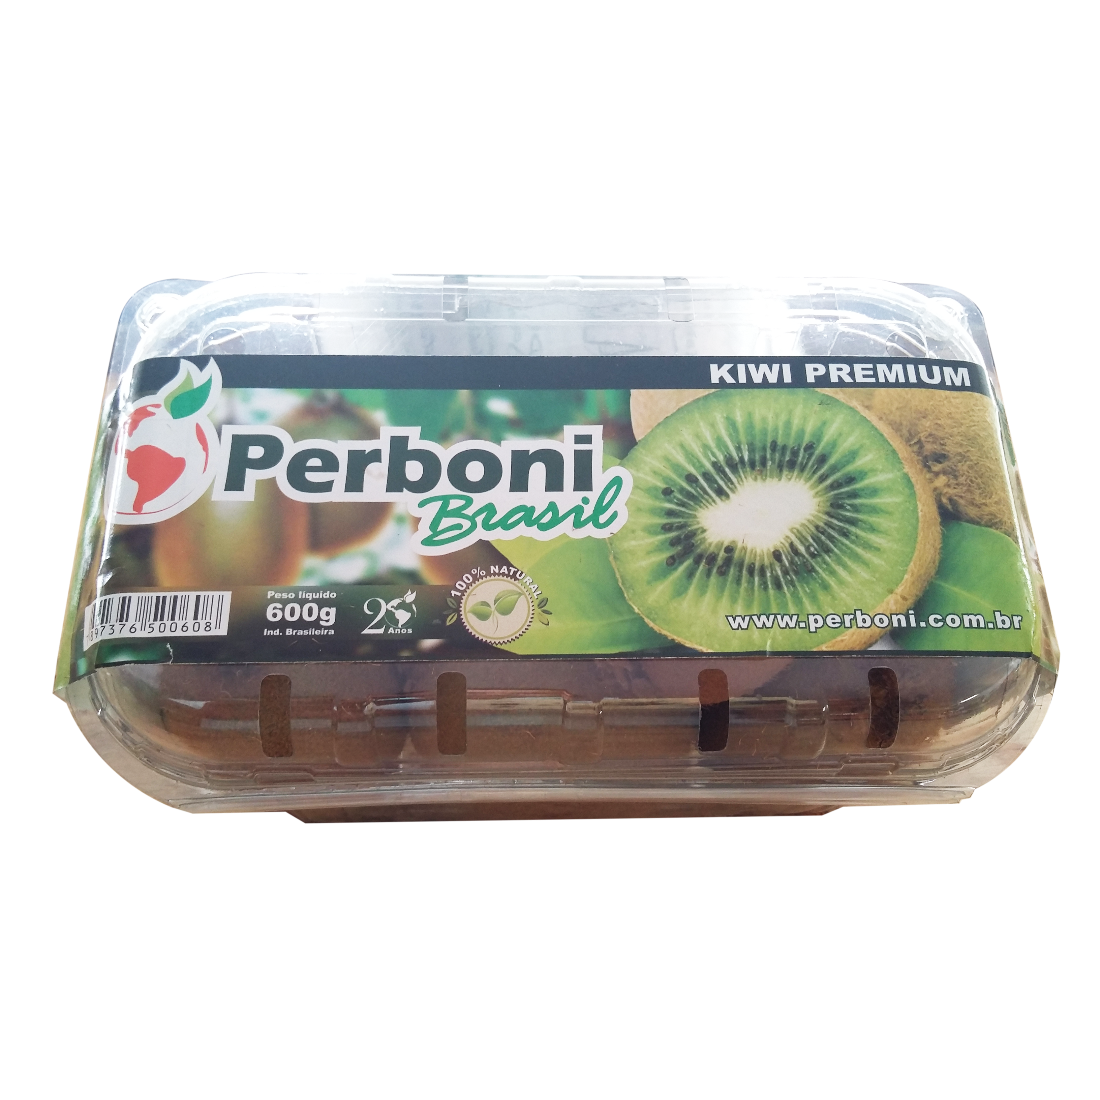 KIWI PREMIUM
Perboni
Brasil
100% NATURAL
Peso líquido
600g
Ind. Brasileira
20
Anos
www.perboni.com.br